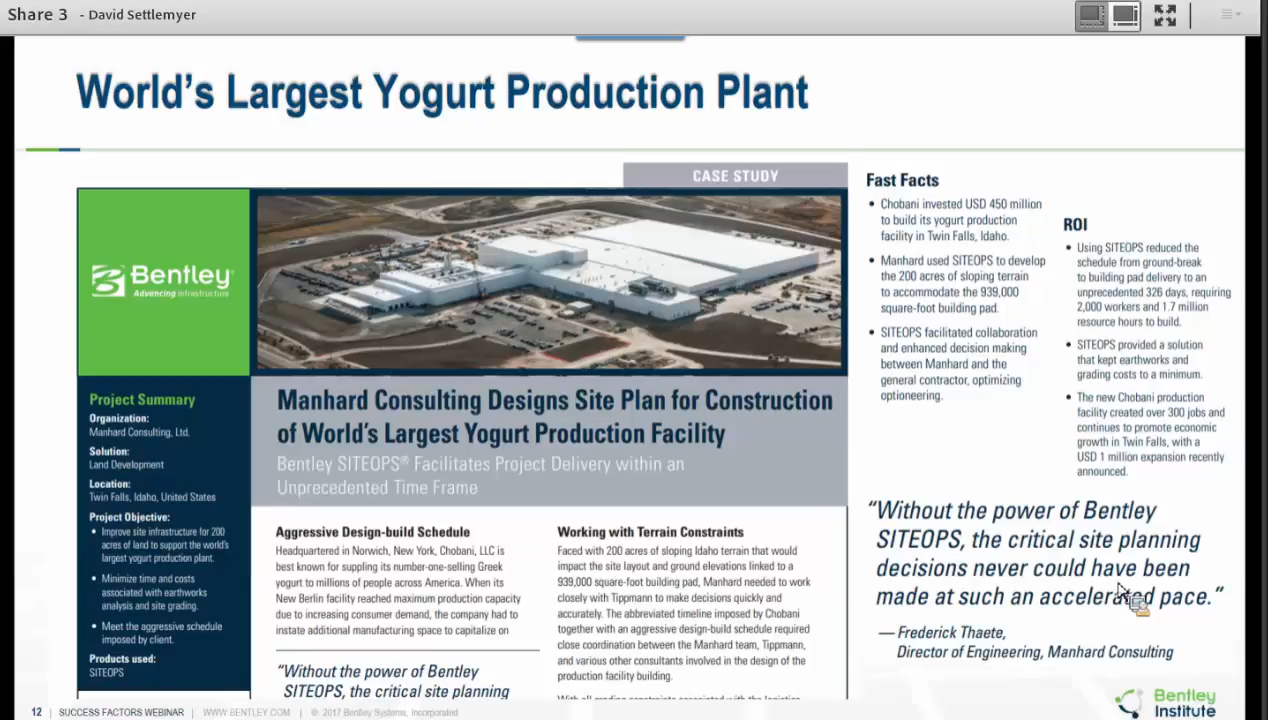 Share 3 - David Settlemyer
World's Largest Yogurt Production Plant
CASE STUDY
Bentley
Advancing Infrastructure
Project Summary
Organization:
Manhard Consulting, Ltd.
Solution:
Land Development
Location:
Twin Falls, Idaho, United States
Project Objective:
• Improve site infrastructure for 200
acres of land to support the world's
largest yogurt production plant.
• Minimize time and costs
associated with earthworks
analysis and site grading.
• Meet the aggressive schedule
imposed by client.
Products used:
SITEOPS
Manhard Consulting Designs Site Plan for Construction
of World's Largest Yogurt Production Facility
Bentley SITEOPS® Facilitates Project Delivery within an
Unprecedented Time Frame
Aggressive Design-build Schedule
Headquartered in Norwich, New York, Chobani, LLC is
best known for suppling its number-one-selling Greek
yogurt to millions of people across America. When its
New Berlin facility reached maximum production capacity
due to increasing consumer demand, the company had to
instate additional manufacturing space to capitalize on
"Without the power of Bentley
SITEOPS, the critical site planning
Working with Terrain Constraints
Faced with 200 acres of sloping Idaho terrain that would
impact the site layout and ground elevations linked to a
939,000 square-foot building pad, Manhard needed to work
closely with Tippmann to make decisions quickly and
accurately. The abbreviated timeline imposed by Chobani
together with an aggressive design-build schedule required
close coordination between the Manhard team, Tippmann,
and various other consultants involved in the design of the
production facility building.
Fast Facts
• Chobani invested USD 450 million
to build its yogurt production
facility in Twin Falls, Idaho.
• Manhard used SITEOPS to develop
the 200 acres of sloping terrain
to accommodate the 939,000
square-foot building pad.
• SITEOPS facilitated collaboration
and enhanced decision making
between Manhard and the
general contractor, optimizing
optioneering.
ROI
• Using SITEOPS reduced the
schedule from ground-break
to building pad delivery to an
unprecedented 326 days, requiring
2,000 workers and 1.7 million
resource hours to build.
• SITEOPS provided a solution
that kept earthworks and
grading costs to a minimum.
• The new Chobani production
facility created over 300 jobs and
continues to promote economic
growth in Twin Falls, with a
USD 1 million expansion recently
announced.
"Without the power of Bentley
SITEOPS, the critical site planning
decisions never could have been
made at such an accelerated pace."
— Frederick Thaete,
Director of Engineering, Manhard Consulting
12 | SUCCESS FACTORS WEBINAR | WWW.BENTLEY.COM | © 2017 Bentley Systems, Incorporated
Bentley
Institute